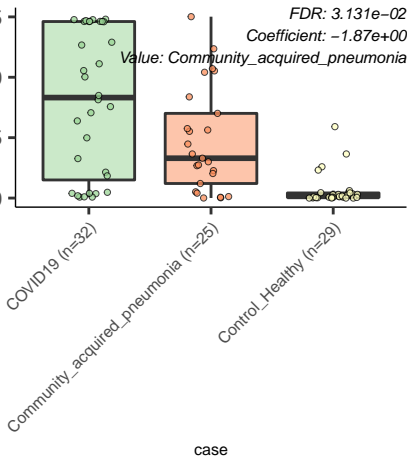 FDR: 3.131e−02
Coefficient: −1.87e+00
Value: Community_acquired_pneumonia
COVID19 (n=32)
Community_acquired_pneumonia (n=25)
Control_Healthy (n=29)
case